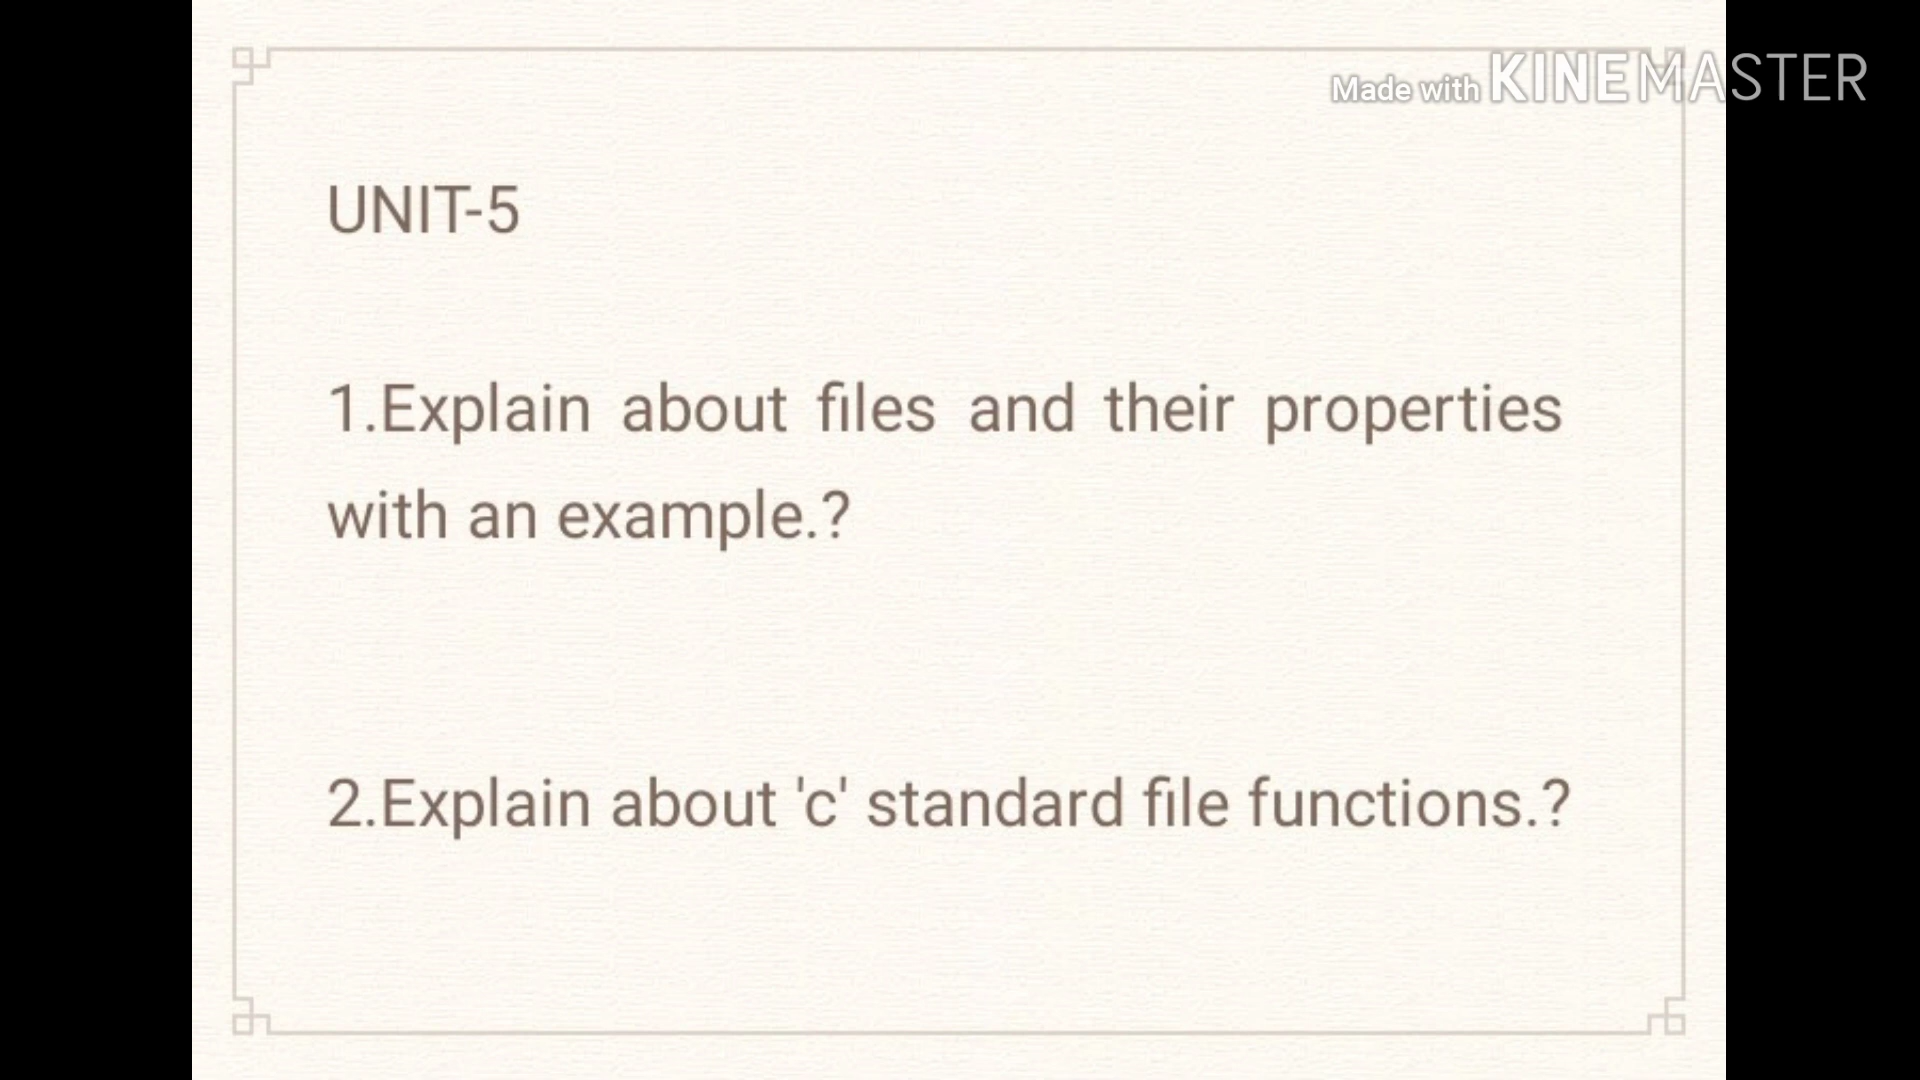 Made with KINEMASTER
UNIT-5
1.Explain about files and their properties
with an example.?
2.Explain about 'c' standard file functions.?